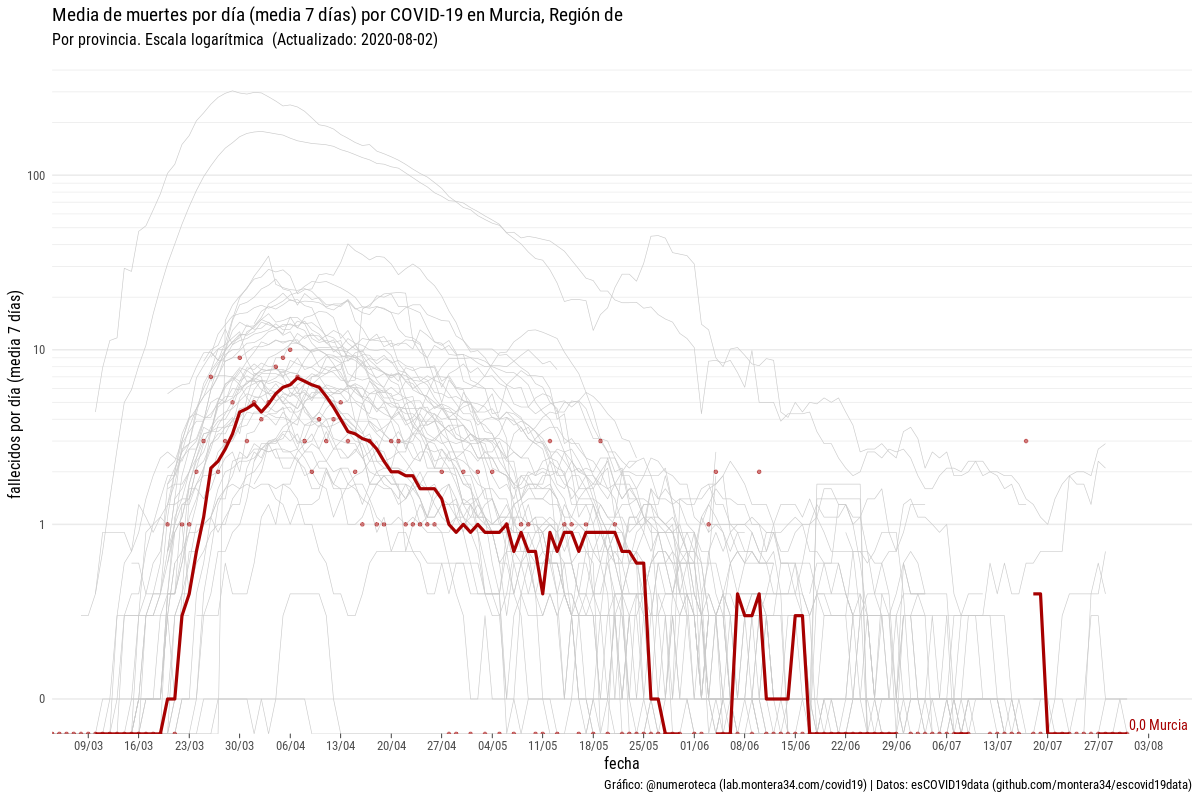 Media de muertes por día (media 7 días) por COVID-19 en Murcia, Región de
Por provincia. Escala logarítmica  (Actualizado: 2020-08-02)
fallecidos por día (media 7 días)
100
10
1
0
0,0 Murcia
09/03 16/03 23/03 30/03 06/04 13/04 20/04 27/04 04/05 11/05 18/05 25/05 01/06 08/06 15/06 22/06 29/06 06/07 13/07 20/07 27/07 03/08
fecha
Gráfico: @numeroteca (lab.montera34.com/covid19) | Datos: esCOVID19data (github.com/montera34/escovid19data)